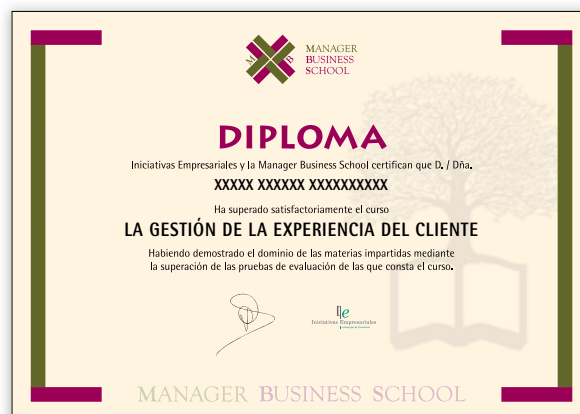 M B B
MANAGER
BUSINESS
SCHOOL
DIPLOMA
Iniciativas Empresariales y la Manager Business School certifican que D. / Dña.
XXXXX XXXXXX XXXXXXXXXX
Ha superado satisfactoriamente el curso
LA GESTIÓN DE LA EXPERIENCIA DEL CLIENTE
Habiendo demostrado el dominio de las materias impartidas mediante
la superación de las pruebas de evaluación de las que consta el curso.
Iniciativas Empresariales
MANAGER BUSINESS SCHOOL